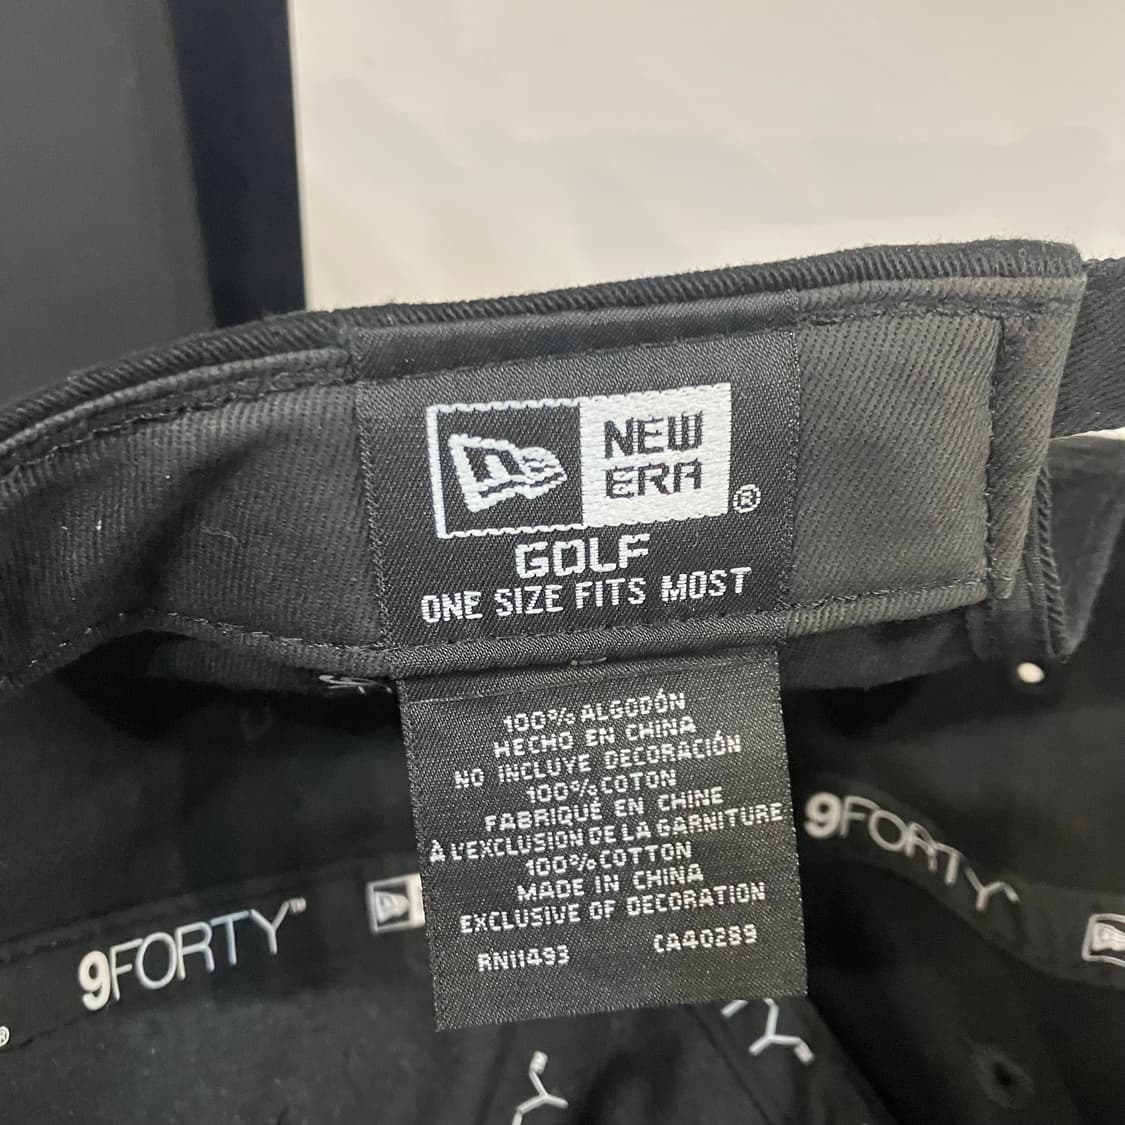 NEW
ERA®
GOLF
ONE SIZE FITS MOST
100% ALGODÓN
HECHO EN CHINA
NO INCLUYE DECORACIÓN
100% COTON
FABRIQUÉ EN CHINE
À L'EXCLUSION DE LA GARNITURE
100% COTTON
MADE IN CHINA
EXCLUSIVE OF DECORATION
RN11493 CA40289
9FORTY
9FORTY™